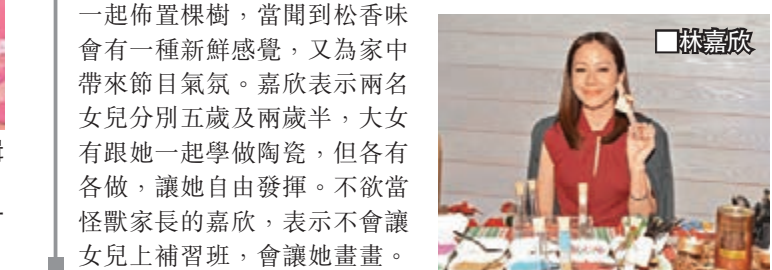 一起佈置棵樹，當聞到松香味
會有一種新鮮感覺，又為家中
帶來節目氣氛。嘉欣表示兩名
女兒分別五歲及兩歲半，大女
有跟她一起學做陶瓷，但各有
各做，讓她自由發揮。不欲當
怪獸家長的嘉欣，表示不會讓
女兒上補習班，會讓她畫畫。
■林嘉欣